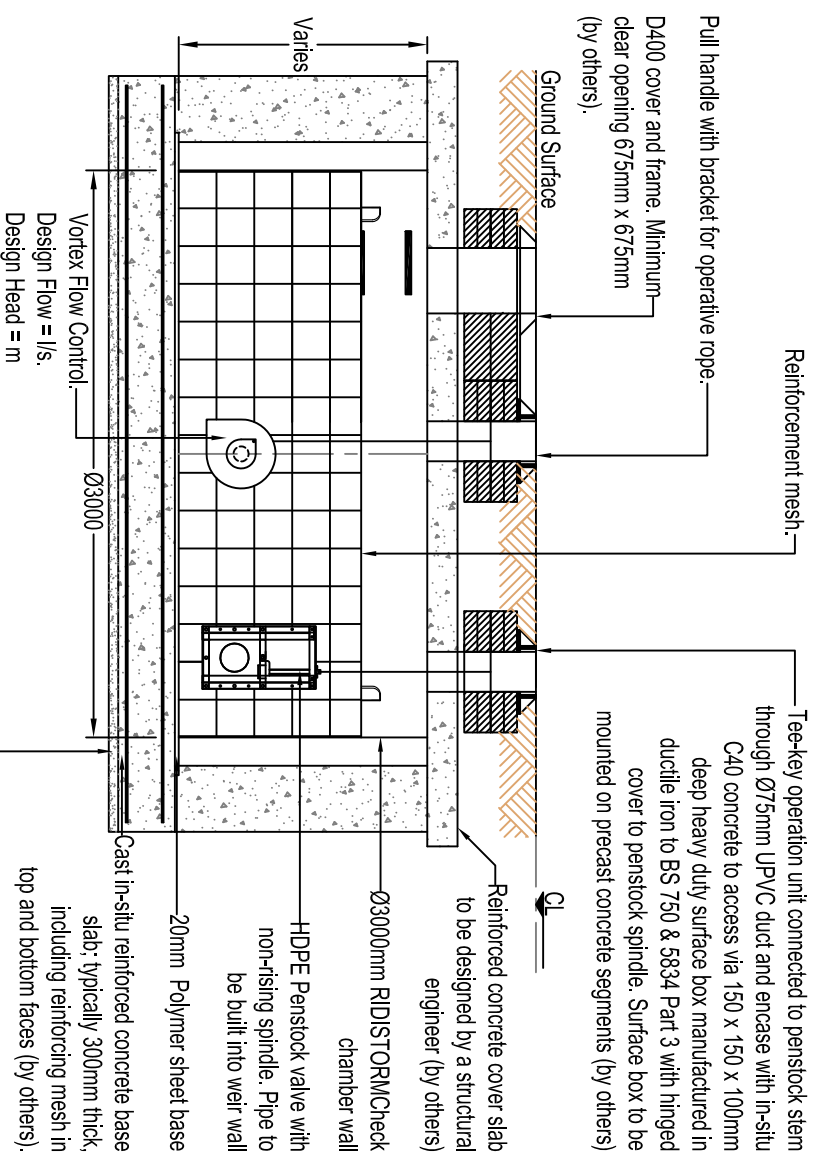 Reinforcement mesh.
Pull handle with bracket for operative rope.
D400 cover and frame. Minimum
clear opening 675mm x 675mm
(by others).
Ground Surface
Varies
Tee-key operation unit connected to penstock stem
through Ø75mm UPVC duct and encase with in-situ
C40 concrete to access via 150 x 150 x 100mm
deep heavy duty surface box manufactured in
ductile iron to BS 750 & 5834 Part 3 with hinged
cover to penstock spindle. Surface box to be
mounted on precast concrete segments (by others)
CL
Reinforced concrete cover slab
to be designed by a structural
engineer (by others)
Ø3000mm RIDISTORMCheck
chamber wall
HDPE Penstock valve with
non-rising spindle. Pipe to
be built into weir wall
20mm Polymer sheet base
Cast in-situ reinforced concrete base
slab; typically 300mm thick,
including reinforcing mesh in
top and bottom faces (by others).
Ø3000
Vortex Flow Control.
Design Flow = l/s.
Design Head = m